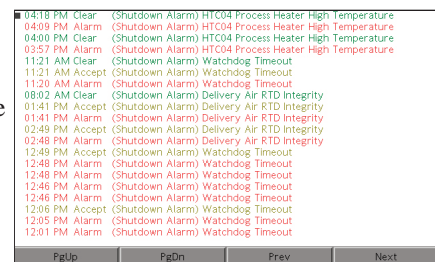 04:18 PM Clear (Shutdown Alarm) HTC04 Process Heater High Temperature
04:09 PM Alarm (Shutdown Alarm) HTC04 Process Heater High Temperature
04:00 PM Clear (Shutdown Alarm) HTC04 Process Heater High Temperature
03:57 PM Alarm (Shutdown Alarm) HTC04 Process Heater High Temperature
11:21 AM Clear (Shutdown Alarm) Watchdog Timeout
11:21 AM Accept (Shutdown Alarm) Watchdog Timeout
11:20 AM Alarm (Shutdown Alarm) Watchdog Timeout
08:02 AM Clear (Shutdown Alarm) Delivery Air RTD Integrity
01:41 PM Accept (Shutdown Alarm) Delivery Air RTD Integrity
01:41 PM Alarm (Shutdown Alarm) Delivery Air RTD Integrity
02:49 PM Accept (Shutdown Alarm) Delivery Air RTD Integrity
02:48 PM Alarm (Shutdown Alarm) Delivery Air RTD Integrity
12:49 PM Accept (Shutdown Alarm) Watchdog Timeout
12:48 PM Alarm (Shutdown Alarm) Watchdog Timeout
12:48 PM Alarm (Shutdown Alarm) Watchdog Timeout
12:46 PM Alarm (Shutdown Alarm) Watchdog Timeout
12:46 PM Alarm (Shutdown Alarm) Watchdog Timeout
12:06 PM Accept (Shutdown Alarm) Watchdog Timeout
12:05 PM Alarm (Shutdown Alarm) Watchdog Timeout
12:01 PM Alarm (Shutdown Alarm) Watchdog Timeout
PgUp PgDn Prev Next